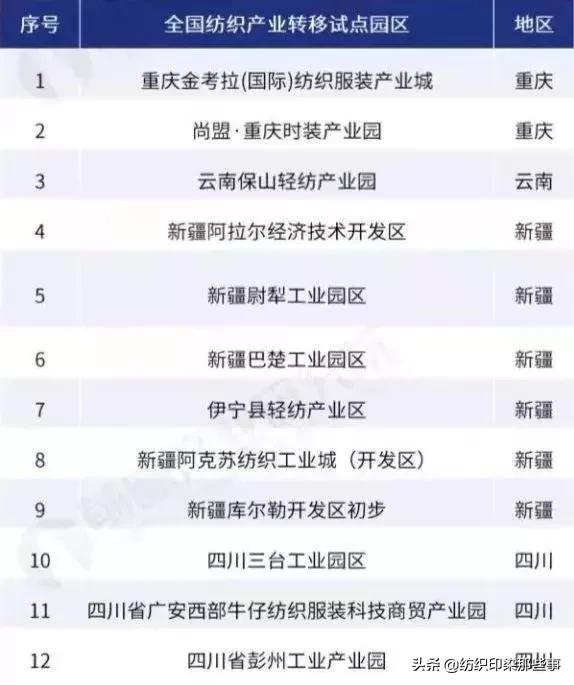 序号 全国纺织产业转移试点园区 地区
1 重庆金考拉(国际)纺织服装产业城 重庆
2 尚盟·重庆时装产业园 重庆
3 云南保山轻纺产业园 云南
4 新疆阿拉尔经济技术开发区 新疆
5 新疆尉犁工业园区 新疆
6 新疆巴楚工业园区 新疆
7 伊宁县轻纺产业区 新疆
8 新疆阿克苏纺织工业城（开发区） 新疆
9 新疆库尔勒开发区初步 新疆
10 四川三台工业园区 四川
11 四川省广安西部牛仔纺织服装科技商贸产业园 四川
12 四川省彭州工业产业园 四川
头条 @纺织印染那些事